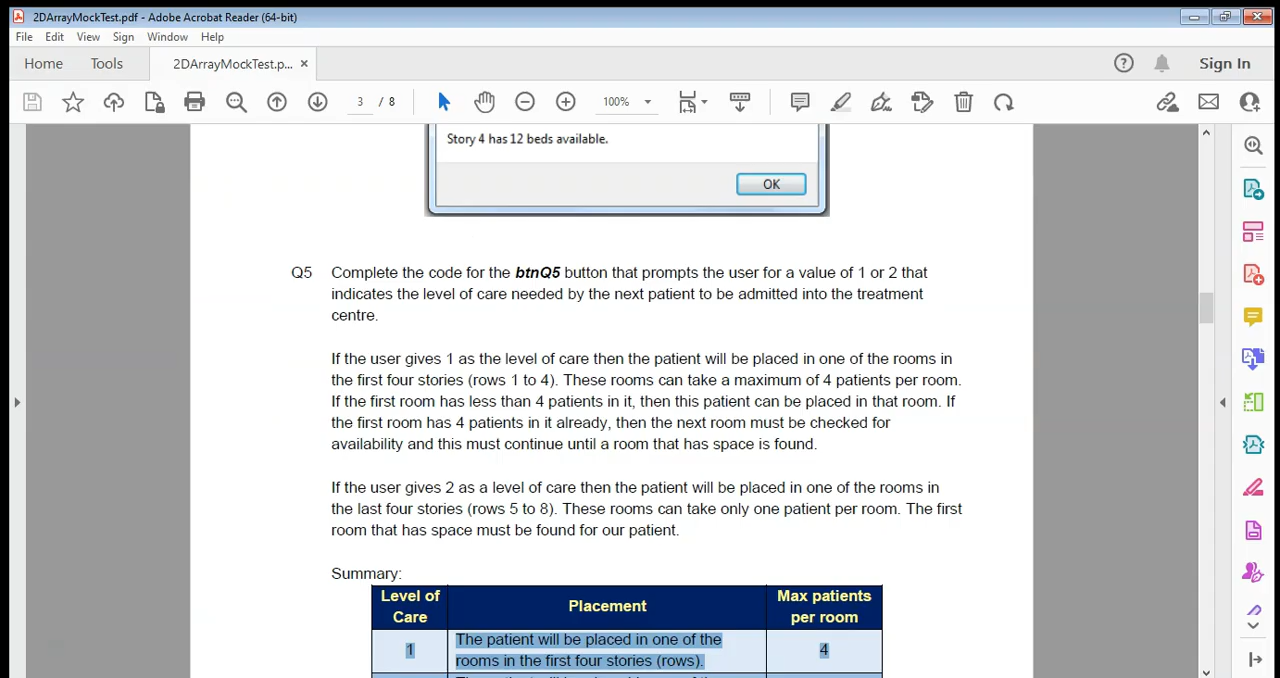 2DArrayMockTest.pdf - Adobe Acrobat Reader (64-bit)
File Edit View Sign Window Help
Home Tools 2DArrayMockTest.p... × Sign In
3 / 8 100%
Story 4 has 12 beds available.
OK
Q5 Complete the code for the btnQ5 button that prompts the user for a value of 1 or 2 that
indicates the level of care needed by the next patient to be admitted into the treatment
centre.
If the user gives 1 as the level of care then the patient will be placed in one of the rooms in
the first four stories (rows 1 to 4). These rooms can take a maximum of 4 patients per room.
If the first room has less than 4 patients in it, then this patient can be placed in that room. If
the first room has 4 patients in it already, then the next room must be checked for
availability and this must continue until a room that has space is found.
If the user gives 2 as a level of care then the patient will be placed in one of the rooms in
the last four stories (rows 5 to 8). These rooms can take only one patient per room. The first
room that has space must be found for our patient.
Summary:
Level of Care Placement Max patients per room
1 The patient will be placed in one of the
rooms in the first four stories (rows). 4